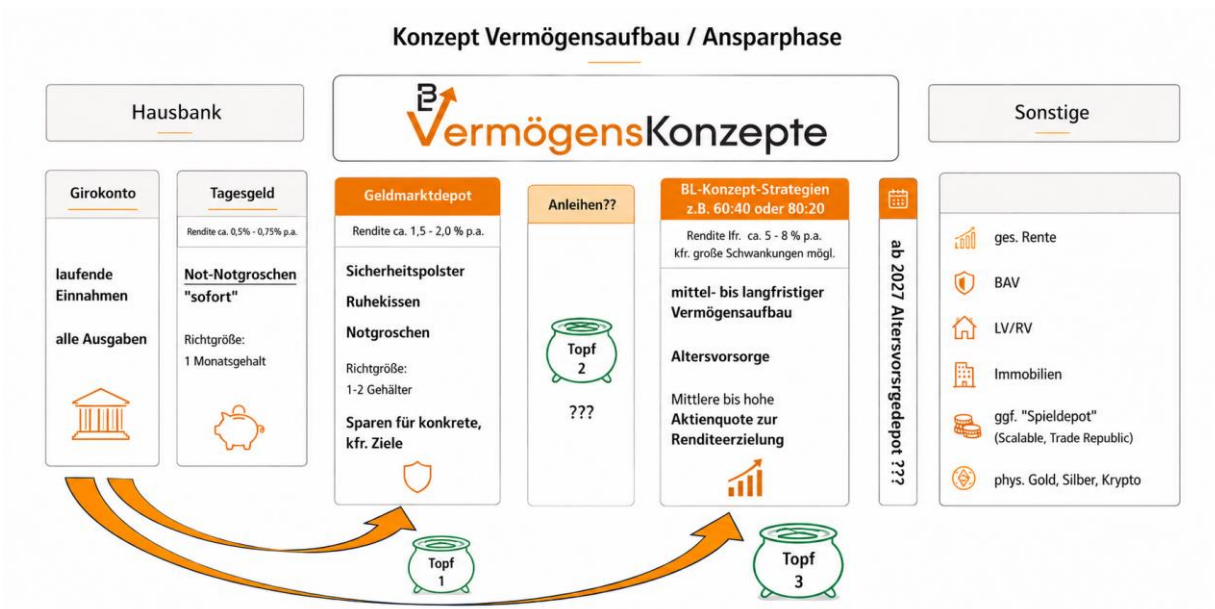 Konzept Vermögensaufbau / Ansparphase
Hausbank
BL
VermögensKonzepte
Sonstige
Girokonto
laufende
Einnahmen
alle Ausgaben
Tagesgeld
Rendite ca. 0,5% - 0,75% p.a.
Not-Notgroschen
"sofort"
Richtgröße:
1 Monatsgehalt
Geldmarktdepot
Rendite ca. 1,5 - 2,0 % p.a.
Sicherheitspolster
Ruhekissen
Notgroschen
Richtgröße:
1-2 Gehälter
Sparen für konkrete,
kfr. Ziele
Anleihen??
Topf
2
???
BL-Konzept-Strategien
z.B. 60:40 oder 80:20
Rendite lfr. ca. 5 - 8 % p.a.
kfr. große Schwankungen mögl.
mittel- bis langfristiger
Vermögensaufbau
Altersvorsorge
Mittlere bis hohe
Aktienquote zur
Renditeerzielung
ab 2027 Altersvorsrgedepot ???
ges. Rente
BAV
LV/RV
Immobilien
ggf. "Spieldepot"
(Scalable, Trade Republic)
phys. Gold, Silber, Krypto
Topf
1
Topf
3